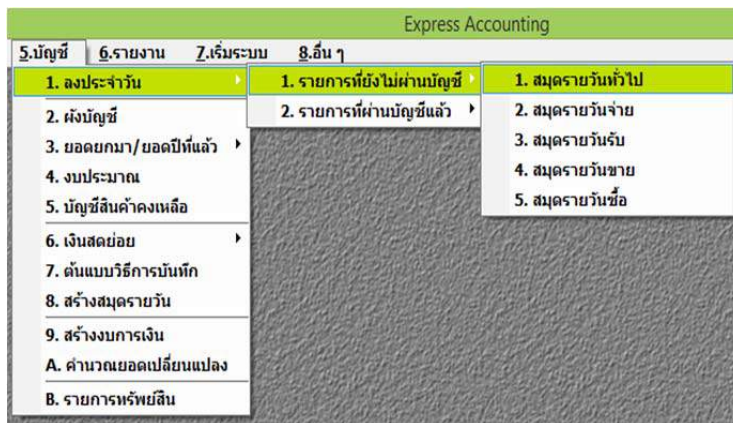 Express Accounting
5.บัญชี 6.รายงาน 7.เริ่มระบบ 8.อื่น ๆ
1. ลงประจำวัน
2. ผังบัญชี
3. ยอดยกมา/ยอดปีที่แล้ว
4. งบประมาณ
5. บัญชีสินค้าคงเหลือ
6. เงินสดย่อย
7. ต้นแบบวิธีการบันทึก
8. สร้างสมุดรายวัน
9. สร้างงบการเงิน
A. คำนวณยอดเปลี่ยนแปลง
B. รายการทรัพย์สิน
1. รายการที่ยังไม่ผ่านบัญชี
2. รายการที่ผ่านบัญชีแล้ว
1. สมุดรายวันทั่วไป
2. สมุดรายวันจ่าย
3. สมุดรายวันรับ
4. สมุดรายวันขาย
5. สมุดรายวันซื้อ